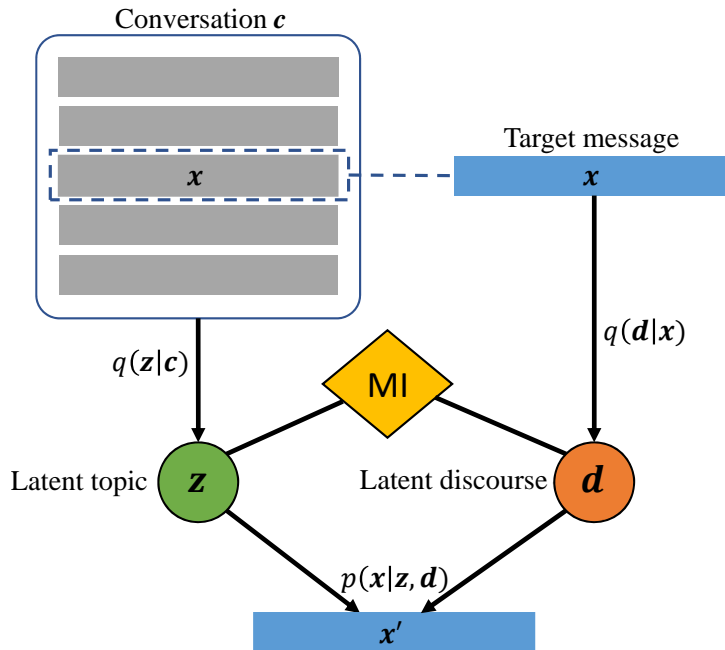 Conversation c
Target message
x
x
q(z|c)
q(d|x)
MI
Latent topic
z
Latent discourse
d
p(x|z, d)
x′